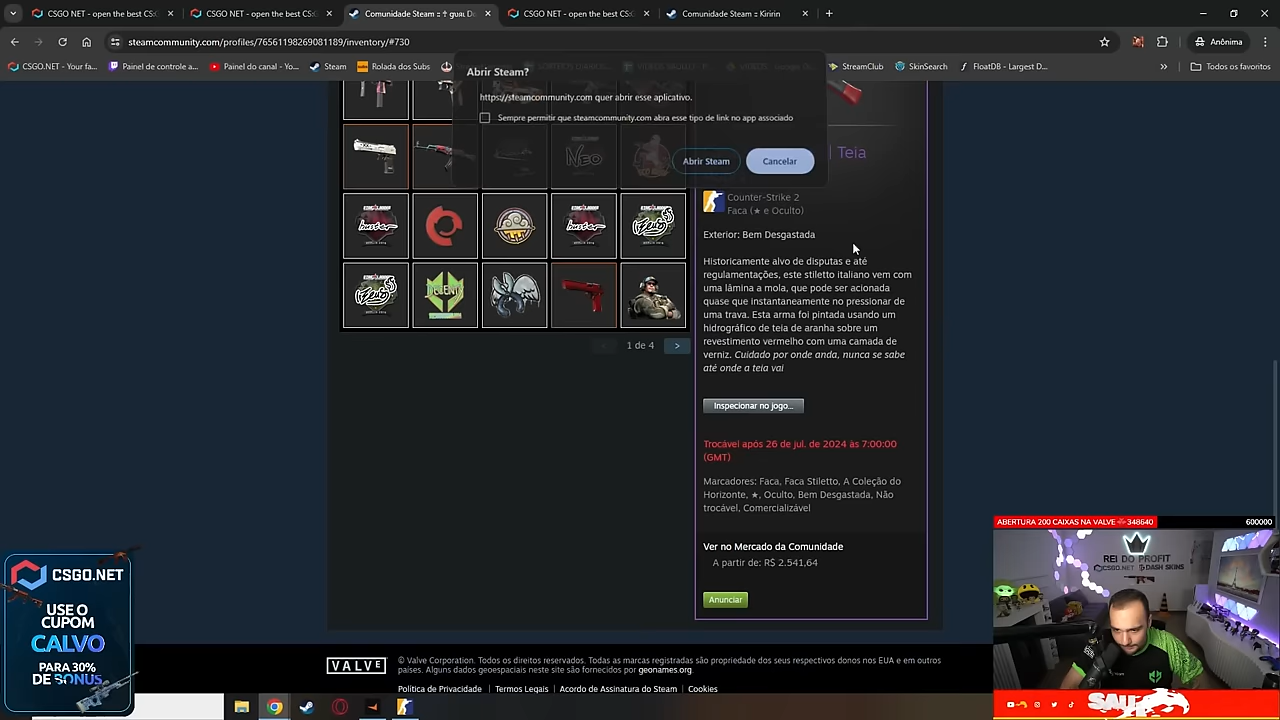 CSGO.NET - open the best CS:G
CSGO.NET - open the best CS:G
Comunidade Steam ::
CSGO.NET - open the best CS:G
Comunidade Steam :: Kiririn
steamcommunity.com/profiles/76561198269081189/inventory/#730
Anônima
CSGO.NET - Your fa...
Painel de controle a...
Painel do canal - Yo...
Steam
Rolada dos Subs
StreamClub
SkinSearch
FloatDB - Largest D...
Todos os favoritos
Abrir Steam?
https://steamcommunity.com quer abrir esse aplicativo.
Sempre permitir que steamcommunity.com abra esse tipo de link no app associado
Abrir Steam
Cancelar
| Teia
Counter-Strike 2
Faca (★ e Oculto)
Exterior: Bem Desgastada
Historicamente alvo de disputas e até
regulamentações, este stiletto italiano vem com
uma lâmina a mola, que pode ser acionada
quase que instantaneamente no pressionar de
uma trava. Esta arma foi pintada usando um
hidrográfico de teia de aranha sobre um
revestimento vermelho com uma camada de
verniz. Cuidado por onde anda, nunca se sabe
até onde a teia vai
NEO
1 de 4
>
Inspecionar no jogo...
Trocável após 26 de jul. de 2024 às 7:00:00
(GMT)
Marcadores: Faca, Faca Stiletto, A Coleção do
Horizonte, ★, Oculto, Bem Desgastada, Não
trocável, Comercializável
Ver no Mercado da Comunidade
A partir de: R$ 2.541,64
Anunciar
ABERTURA 200 CAIXAS NA VALVE 348640
600000
REI DO PROFIT
CSGO.NET
DASH SKINS
CSGO.NET
USE O
CUPOM
CALVO
PARA 30%
DE BONUS
VALVE
© Valve Corporation. Todos os direitos reservados. Todas as marcas registradas são propriedade dos seus respectivos donos nos EUA e em outros
países. Alguns dados geoespaciais neste site são fornecidos por geonames.org.
Política de Privacidade | Termos Legais | Acordo de Assinatura do Steam | Cookies